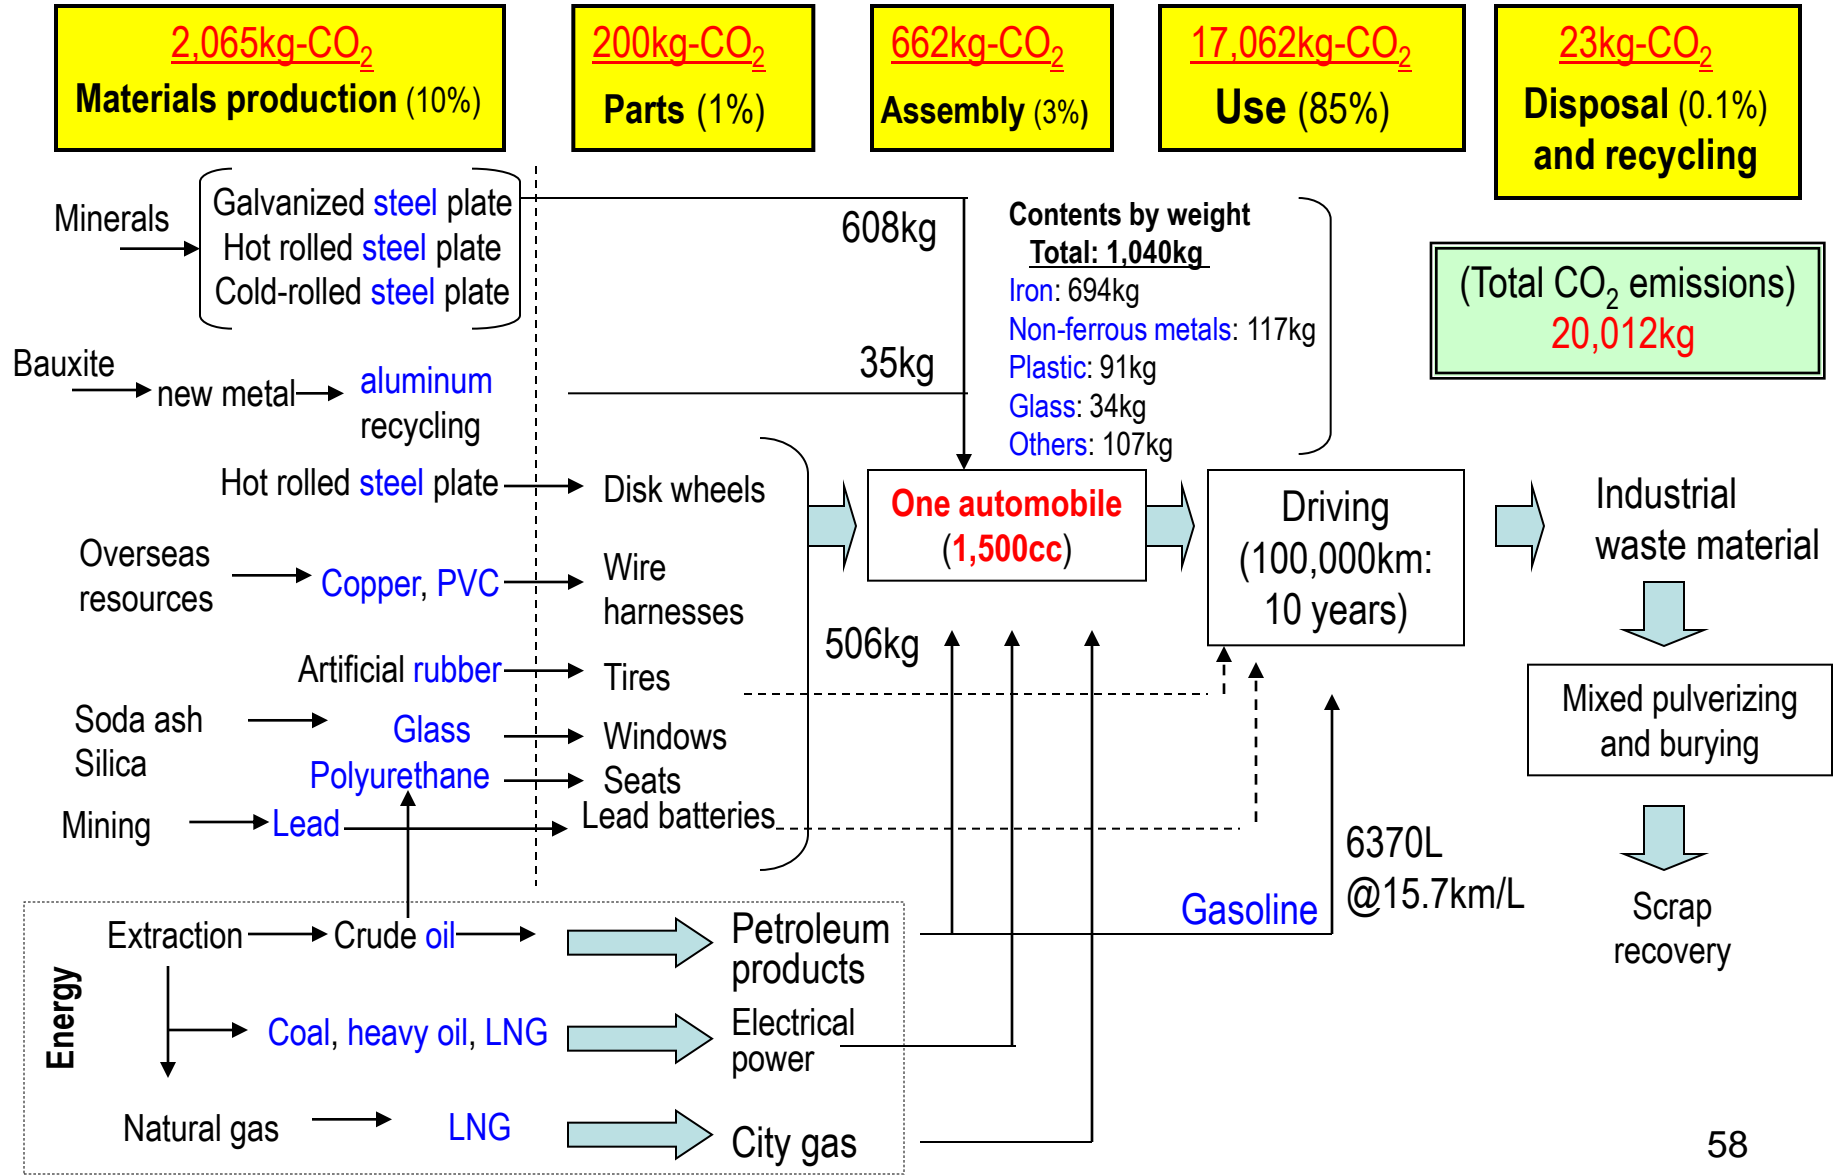 2,065kg-CO2
Materials production (10%)
200kg-CO2
Parts (1%)
662kg-CO2
Assembly (3%)
17,062kg-CO2
Use (85%)
23kg-CO2
Disposal (0.1%)
and recycling
Minerals
Galvanized steel plate
Hot rolled steel plate
Cold-rolled steel plate
608kg
Contents by weight
Total: 1,040kg
Iron: 694kg
Non-ferrous metals: 117kg
Plastic: 91kg
Glass: 34kg
Others: 107kg
(Total CO2 emissions)
20,012kg
Bauxite
new metal
aluminum
recycling
35kg
Hot rolled steel plate
Disk wheels
Overseas
resources
Copper, PVC
Wire
harnesses
Artificial rubber
Tires
Soda ash
Silica
Glass
Windows
Polyurethane
Seats
Mining
Lead
Lead batteries
506kg
One automobile
(1,500cc)
Driving
(100,000km:
10 years)
Industrial
waste material
Mixed pulverizing
and burying
Scrap
recovery
Energy
Extraction
Crude oil
Petroleum
products
Gasoline
6370L
@15.7km/L
Coal, heavy oil, LNG
Electrical
power
Natural gas
LNG
City gas
58